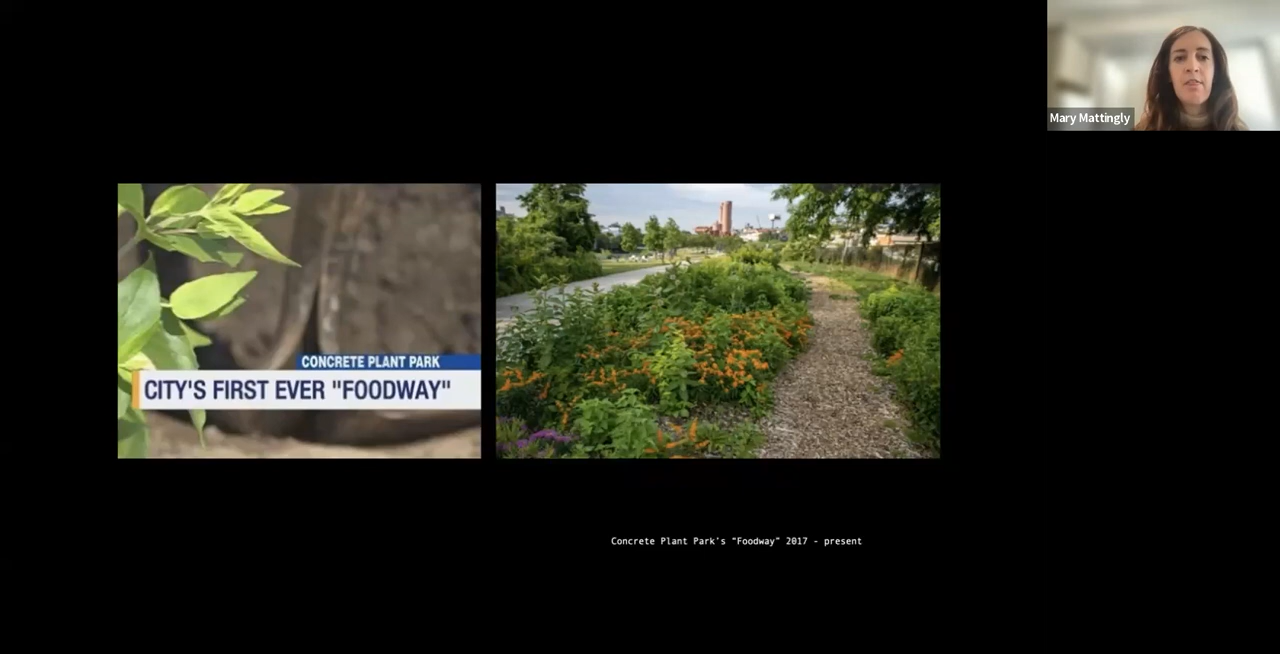 Mary Mattingly
CONCRETE PLANT PARK
CITY'S FIRST EVER "FOODWAY"
Concrete Plant Park's "Foodway" 2017 - present